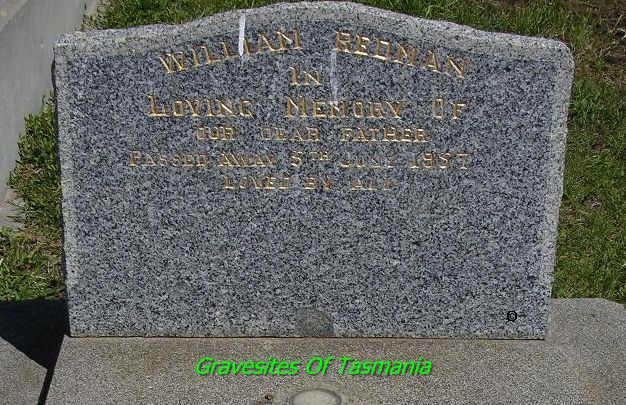 WILLIAM REDMAN
IN
LOVING MEMORY OF
OUR DEAR FATHER
PASSED AWAY 5TH JULY 1957
LOVED BY ALL
Gravesites Of Tasmania